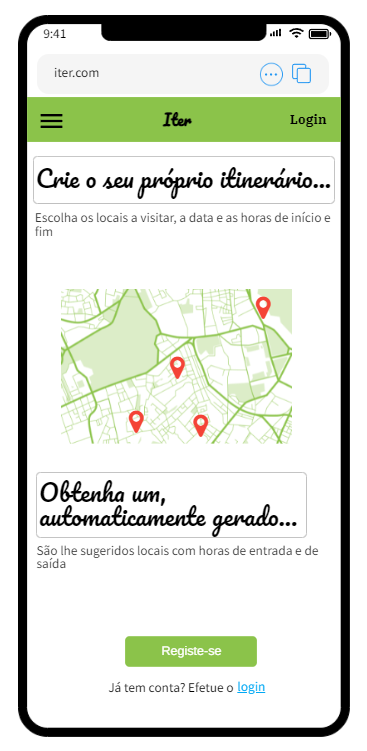 9:41
iter.com
Iter
Login
Crie o seu próprio itinerário...
Escolha os locais a visitar, a data e as horas de início e
fim
Obtenha um,
automaticamente gerado...
São lhe sugeridos locais com horas de entrada e de
saída
Registe-se
Já tem conta? Efetue o login